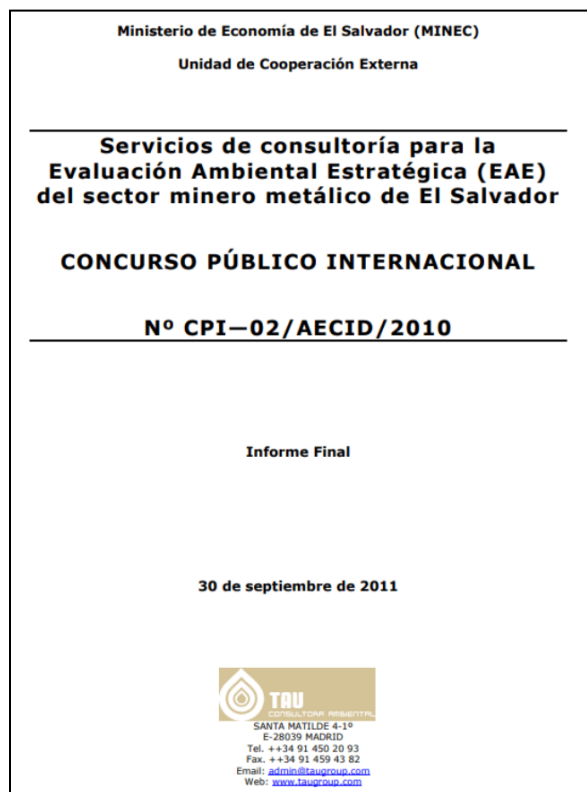 Ministerio de Economía de El Salvador (MINEC)
Unidad de Cooperación Externa
Servicios de consultoría para la
Evaluación Ambiental Estratégica (EAE)
del sector minero metálico de El Salvador
CONCURSO PÚBLICO INTERNACIONAL
Nº CPI—02/AECID/2010
Informe Final
30 de septiembre de 2011
TAU
CONSULTORA AMBIENTAL
SANTA MATILDE 4-1º
E-28039 MADRID
Tel. ++34 91 450 20 93
Fax. ++34 91 459 43 82
Email: admin@taugroup.com
Web: www.taugroup.com